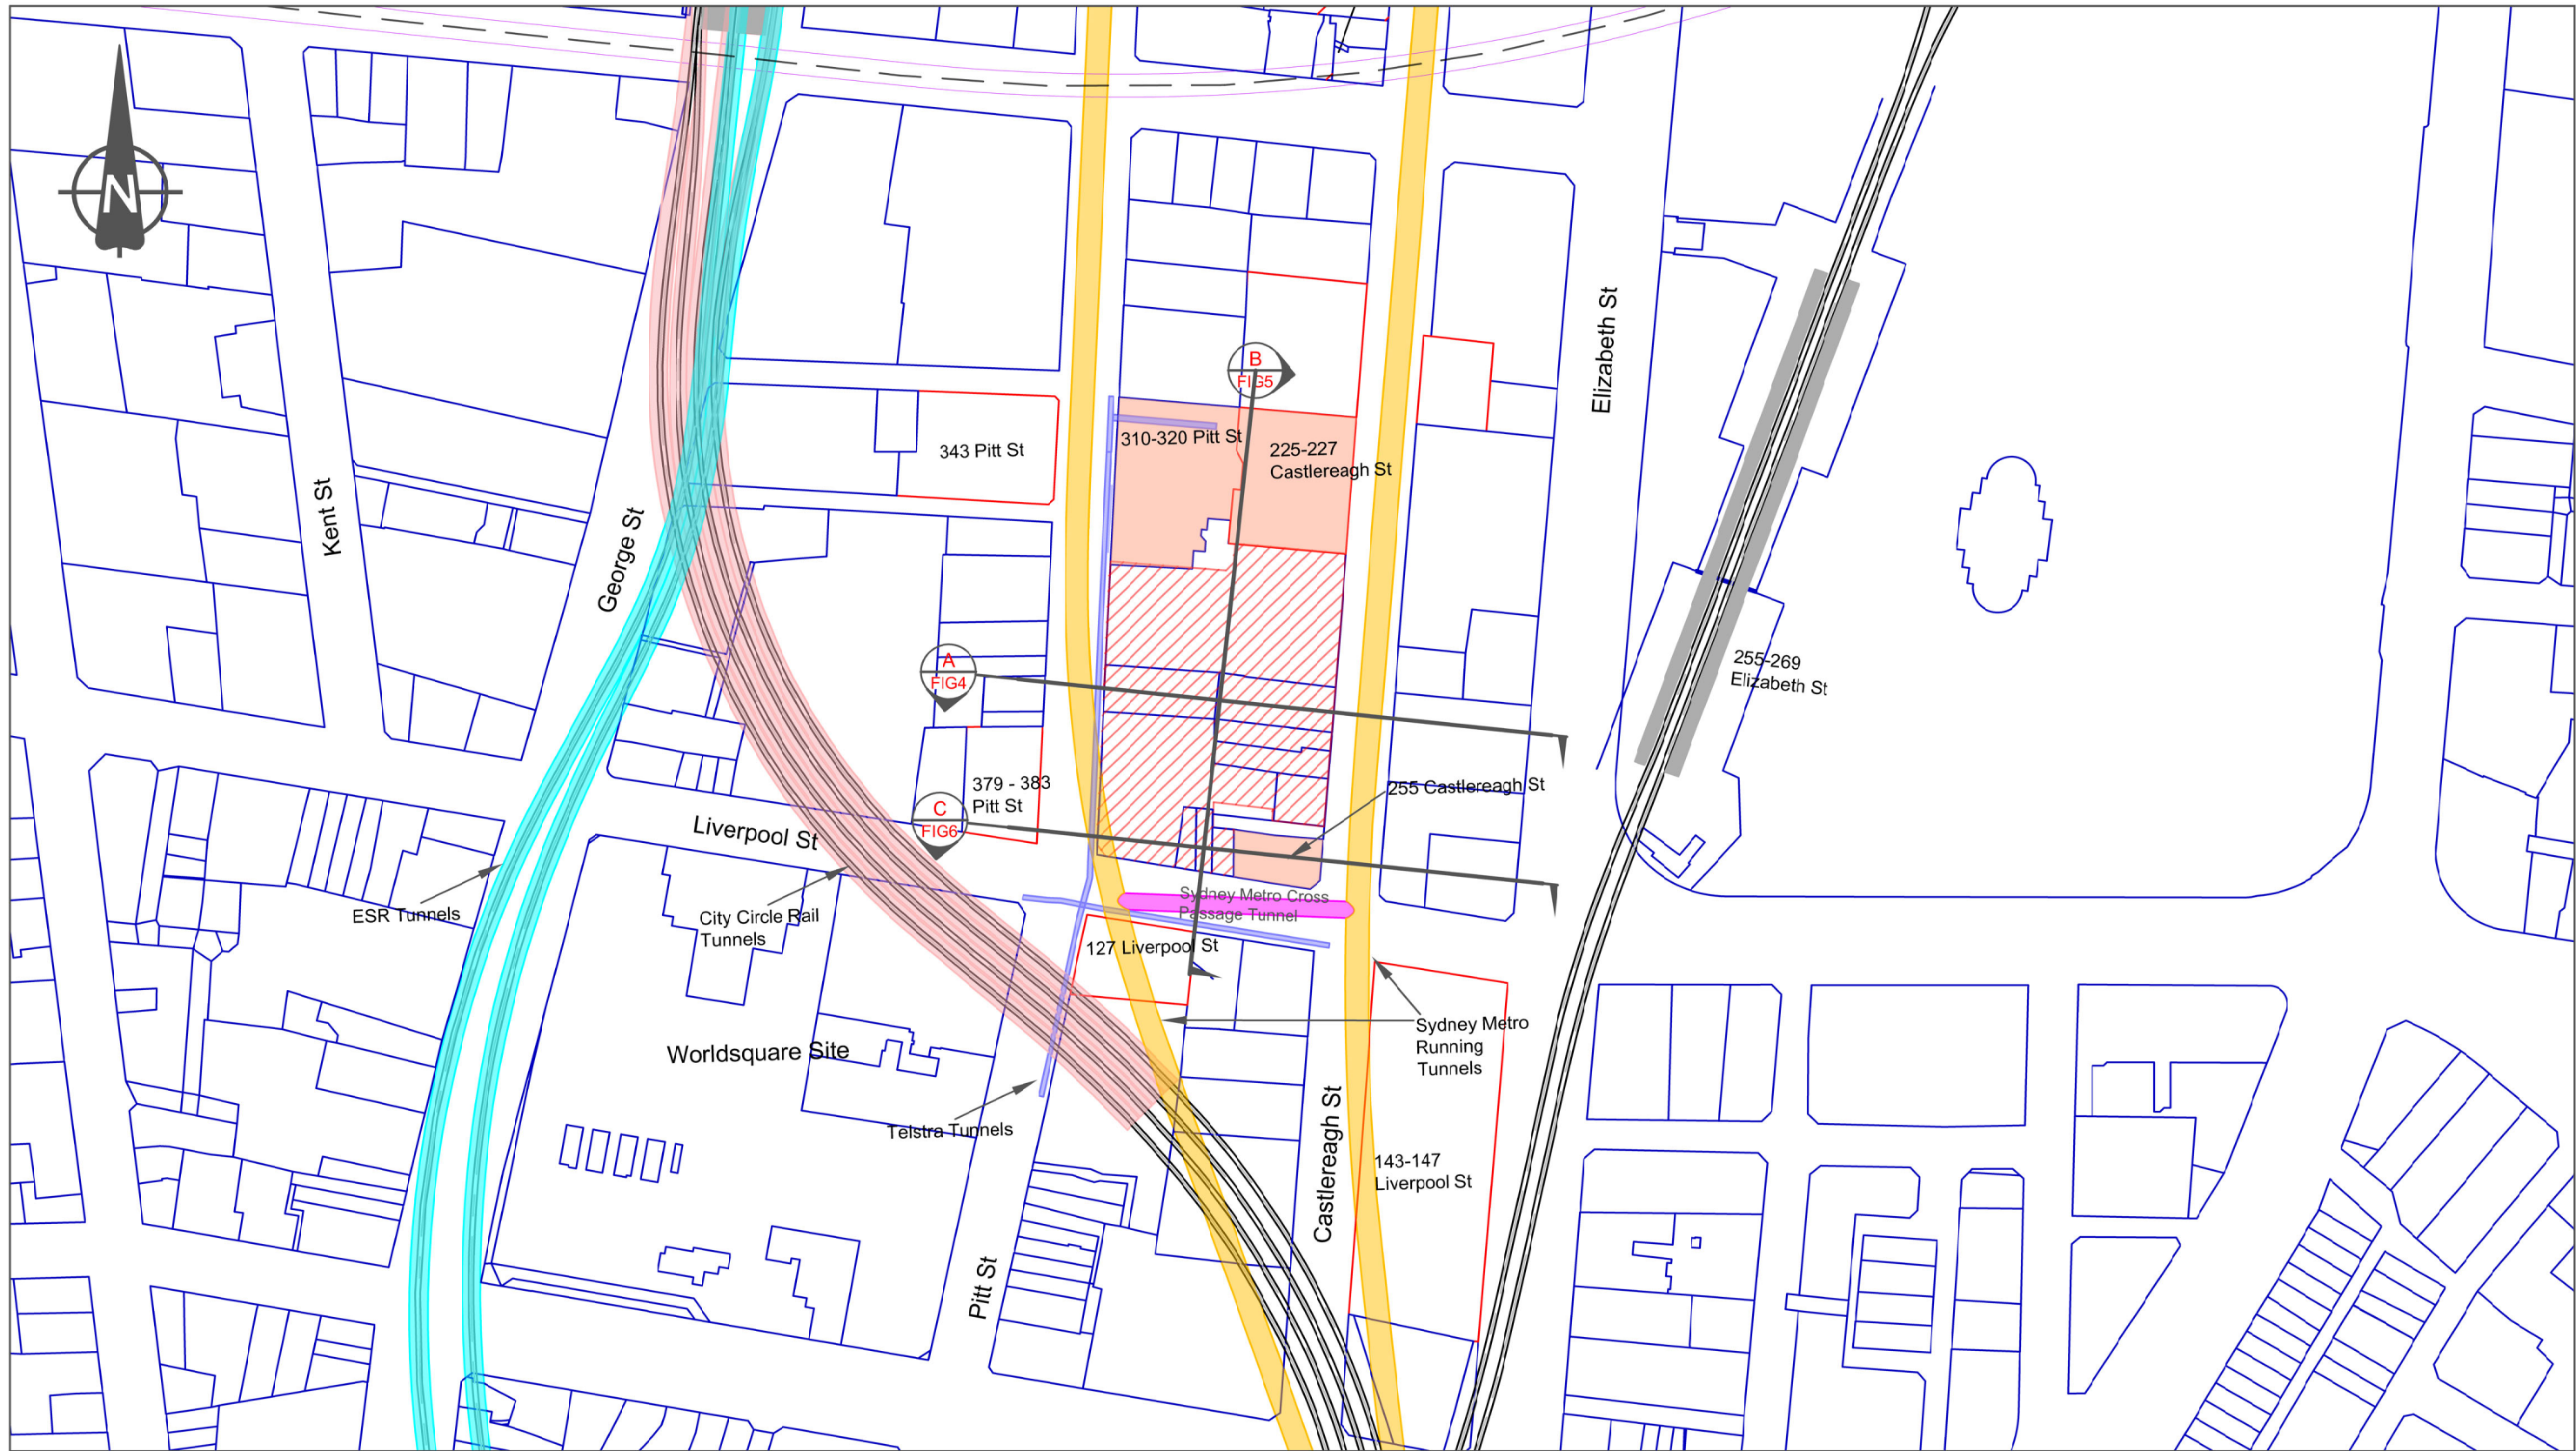 N
B
FIG5
Elizabeth St
310-320 Pitt St
343 Pitt St
225-227
Castlereagh St
Kent St
George St
A
FIG4
255-269
Elizabeth St
379 - 383
Pitt St
255 Castlereagh St
C
FIG6
Liverpool St
Sydney Metro Cross
Passage Tunnel
ESR Tunnels
City Circle Rail
Tunnels
127 Liverpool St
Sydney Metro
Running
Tunnels
Worldsquare Site
Telstra Tunnels
Castlereagh St
143-147
Liverpool St
Pitt St